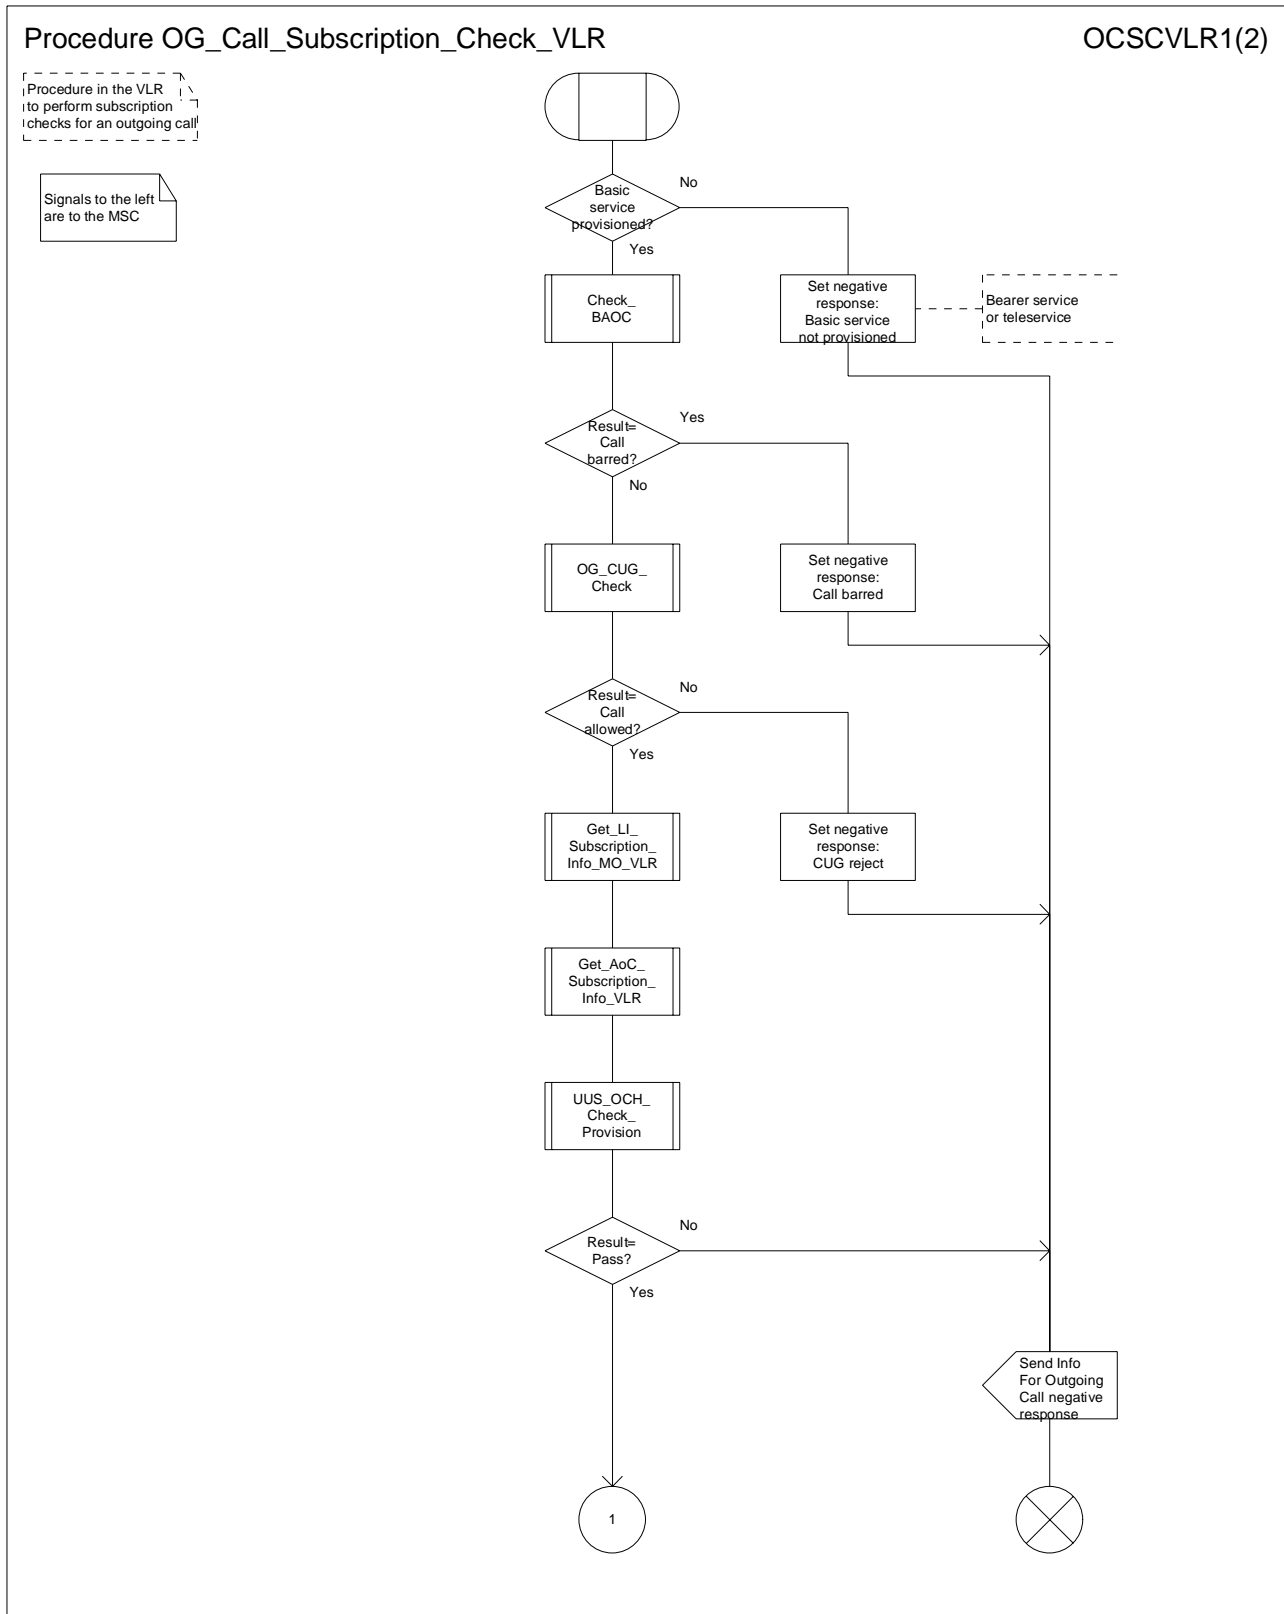 Procedure OG_Call_Subscription_Check_VLR
OCSCVLR1(2)
Procedure in the VLR
to perform subscription
checks for an outgoing call
Signals to the left
are to the MSC
Basic
service
provisioned?
No
Yes
Check_
BAOC
Set negative
response:
Basic service
not provisioned
Bearer service
or teleservice
Result=
Call
barred?
Yes
No
OG_CUG_
Check
Set negative
response:
Call barred
Result=
Call
allowed?
No
Yes
Get_LI_
Subscription_
Info_MO_VLR
Set negative
response:
CUG reject
Get_AoC_
Subscription_
Info_VLR
UUS_OCH_
Check_
Provision
Result=
Pass?
No
Yes
Send Info
For Outgoing
Call negative
response
1